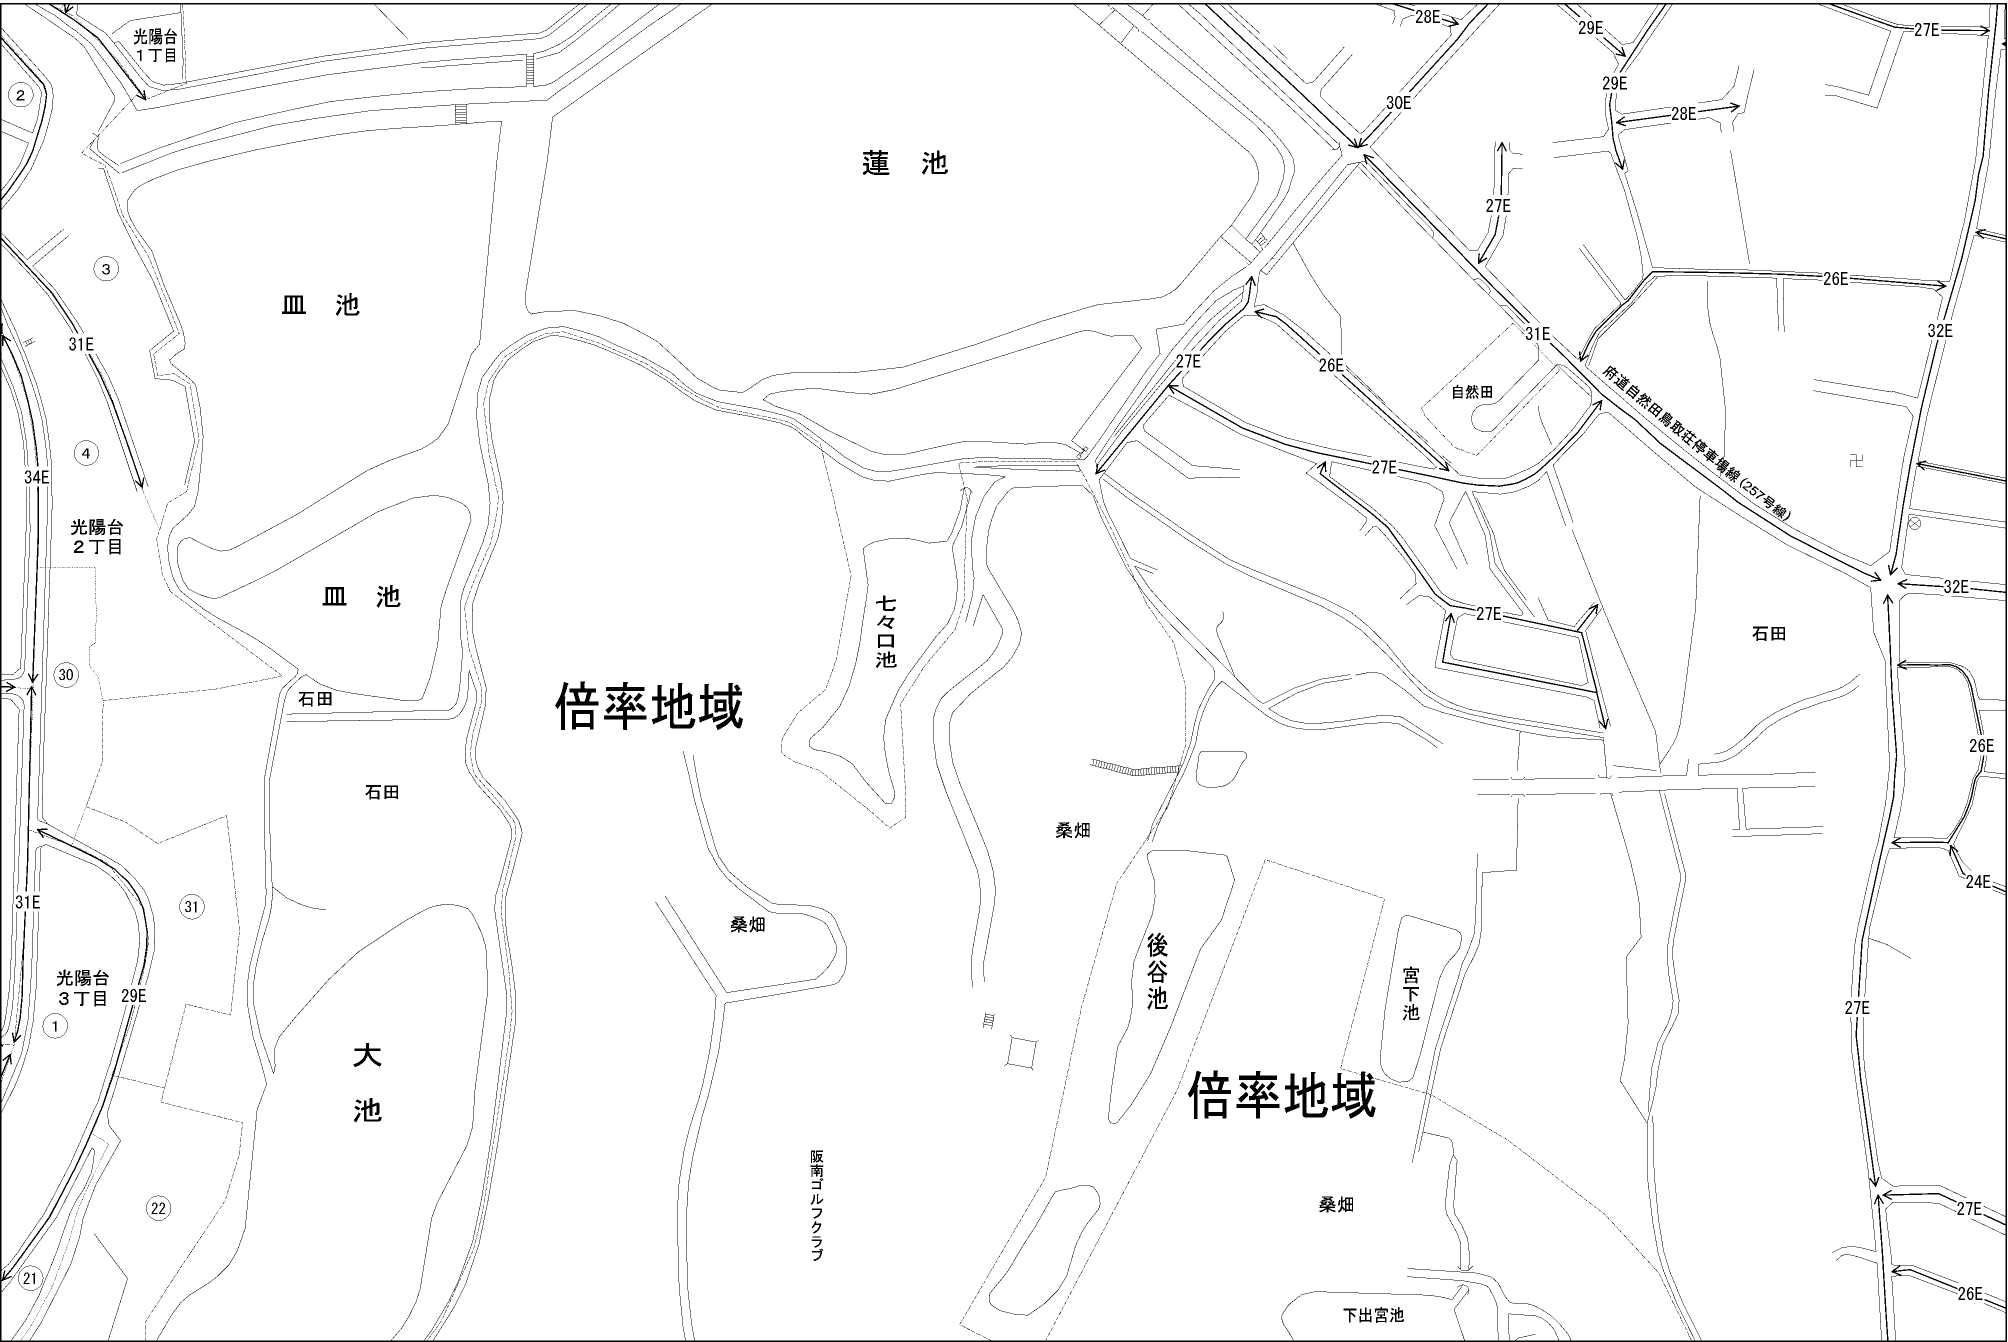 光陽台
1丁目
28E
29E
27E
2
29E
30E
28E
蓮 池
27E
3
26E
皿 池
31E
32E
31E
27E
26E
自然田
府道自然田鳥取荘停車場線(257号線)
4
27E
34E
光陽台
2丁目
32E
皿 池
七々口池
27E
石田
30
石田
倍率地域
26E
石田
桑畑
24E
31E
31
桑畑
後谷池
宮下池
光陽台
3丁目
29E
27E
1
大
池
倍率地域
阪南ゴルフクラブ
桑畑
22
27E
21
26E
下出宮池